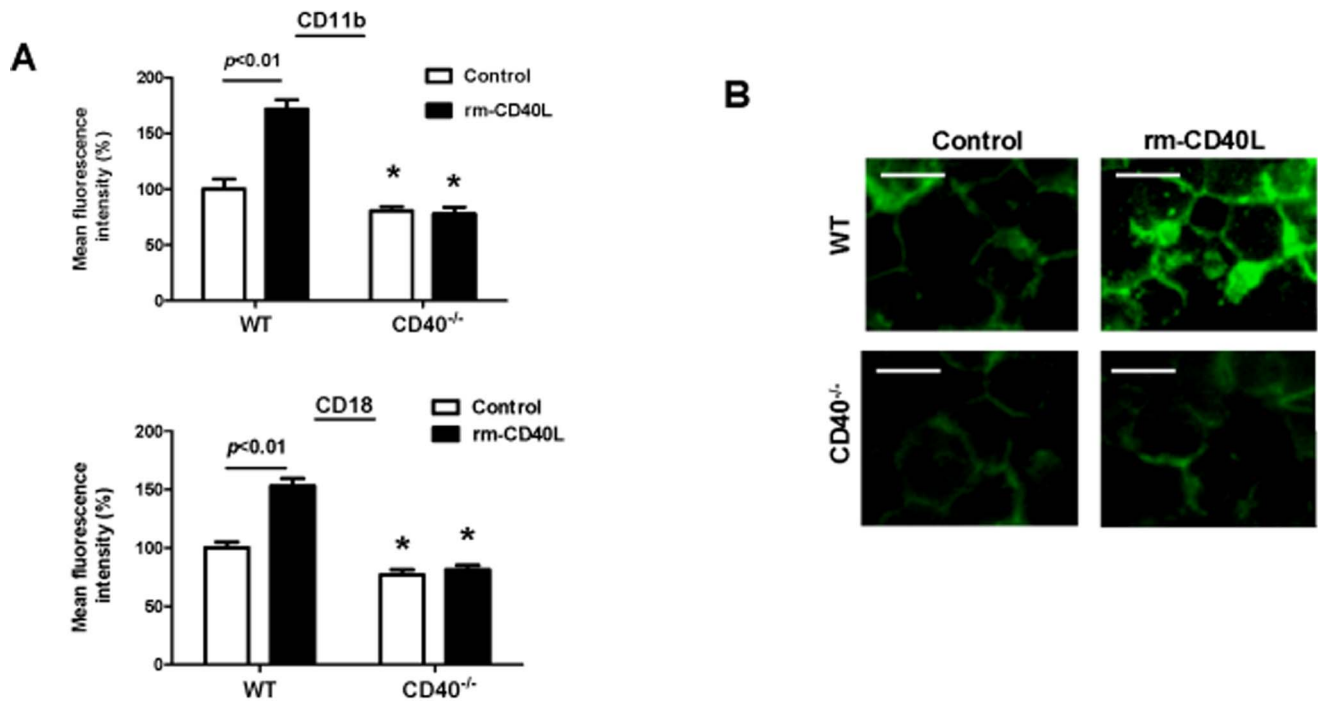 A
CD11b
p<0.01
Control
rm-CD40L
Mean fluorescence
intensity (%)
200
150
100
50
0
*
*
WT
CD40-/-
CD18
p<0.01
Control
rm-CD40L
Mean fluorescence
intensity (%)
200
150
100
50
0
*
*
WT
CD40-/-
B
Control
rm-CD40L
WT
CD40-/-